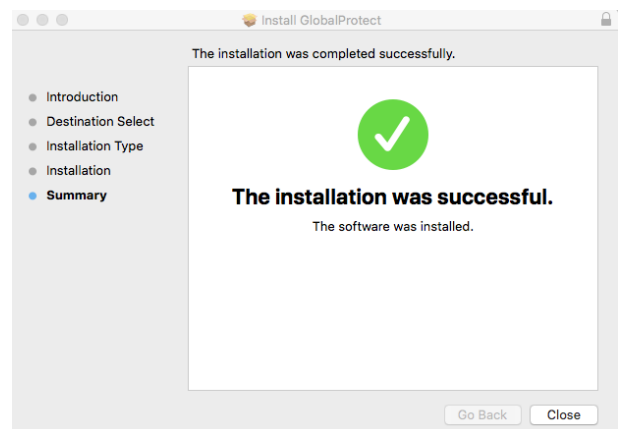 Install GlobalProtect
The installation was completed successfully.
Introduction
Destination Select
Installation Type
Installation
Summary
The installation was successful.
The software was installed.
Go Back
Close